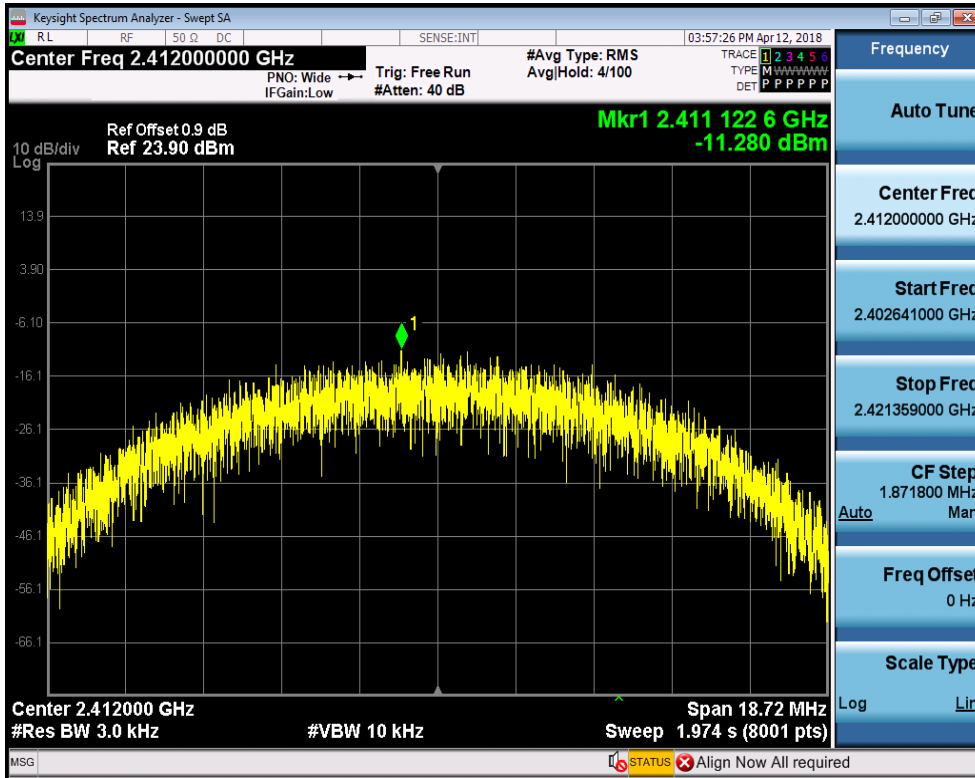 Keysight Spectrum Analyzer - Swept SA
LXI RL RF 50 Ω DC SENSE:INT 03:57:26 PM Apr 12, 2018
Center Freq 2.412000000 GHz
PNO: Wide
IFGain:Low
Trig: Free Run
#Atten: 40 dB
#Avg Type: RMS
Avg|Hold: 4/100
TRACE 1 2 3 4 5 6
TYPE M W W W W W
DET P P P P P P
Ref Offset 0.9 dB
10 dB/div Ref 23.90 dBm
Log
Mkr1 2.411 122 6 GHz
-11.280 dBm
13.9
3.90
-6.10
1
-16.1
-26.1
-36.1
-46.1
-56.1
-66.1
Center 2.412000 GHz Span 18.72 MHz
#Res BW 3.0 kHz #VBW 10 kHz Sweep 1.974 s (8001 pts)
MSG STATUS Align Now All required
Frequency
Auto Tune
Center Freq
2.412000000 GHz
Start Freq
2.402641000 GHz
Stop Freq
2.421359000 GHz
CF Step
1.871800 MHz
Auto Man
Freq Offset
0 Hz
Scale Type
Log Lin